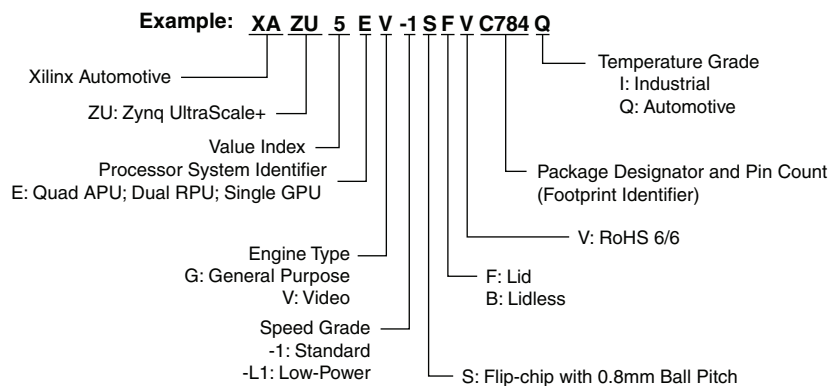 Example: XA ZU 5 E V -1 S F V C784 Q
Xilinx Automotive
ZU: Zynq UltraScale+
Value Index
Processor System Identifier
E: Quad APU; Dual RPU; Single GPU
Engine Type
G: General Purpose
V: Video
Speed Grade
-1: Standard
-L1: Low-Power
Temperature Grade
I: Industrial
Q: Automotive
Package Designator and Pin Count
(Footprint Identifier)
V: RoHS 6/6
F: Lid
B: Lidless
S: Flip-chip with 0.8mm Ball Pitch